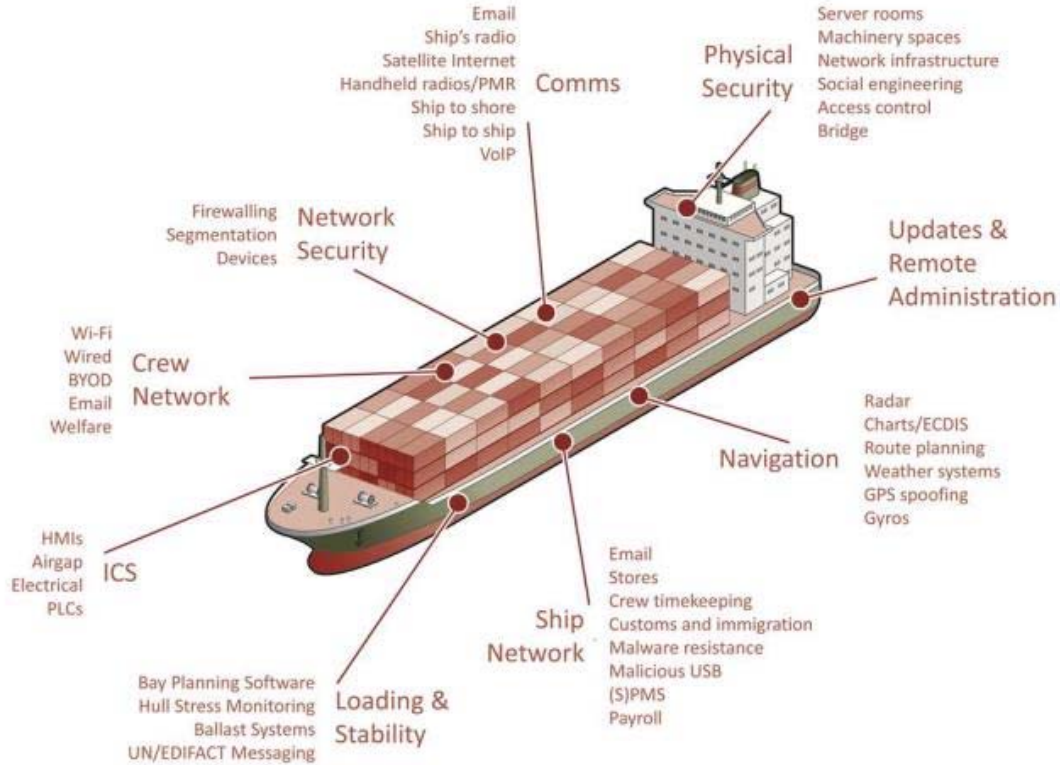 Email
Ship's radio
Satellite Internet
Handheld radios/PMR
Ship to shore
Ship to ship
VoIP
Comms
Physical
Security
Server rooms
Machinery spaces
Network infrastructure
Social engineering
Access control
Bridge
Firewalling
Segmentation
Devices
Network
Security
Updates &
Remote
Administration
Wi-Fi
Wired
BYOD
Email
Welfare
Crew
Network
Navigation
Radar
Charts/ECDIS
Route planning
Weather systems
GPS spoofing
Gyros
HMIs
Airgap
Electrical
PLCs
ICS
Ship
Network
Email
Stores
Crew timekeeping
Customs and immigration
Malware resistance
Malicious USB
(S)PMS
Payroll
Bay Planning Software
Hull Stress Monitoring
Ballast Systems
UN/EDIFACT Messaging
Loading &
Stability